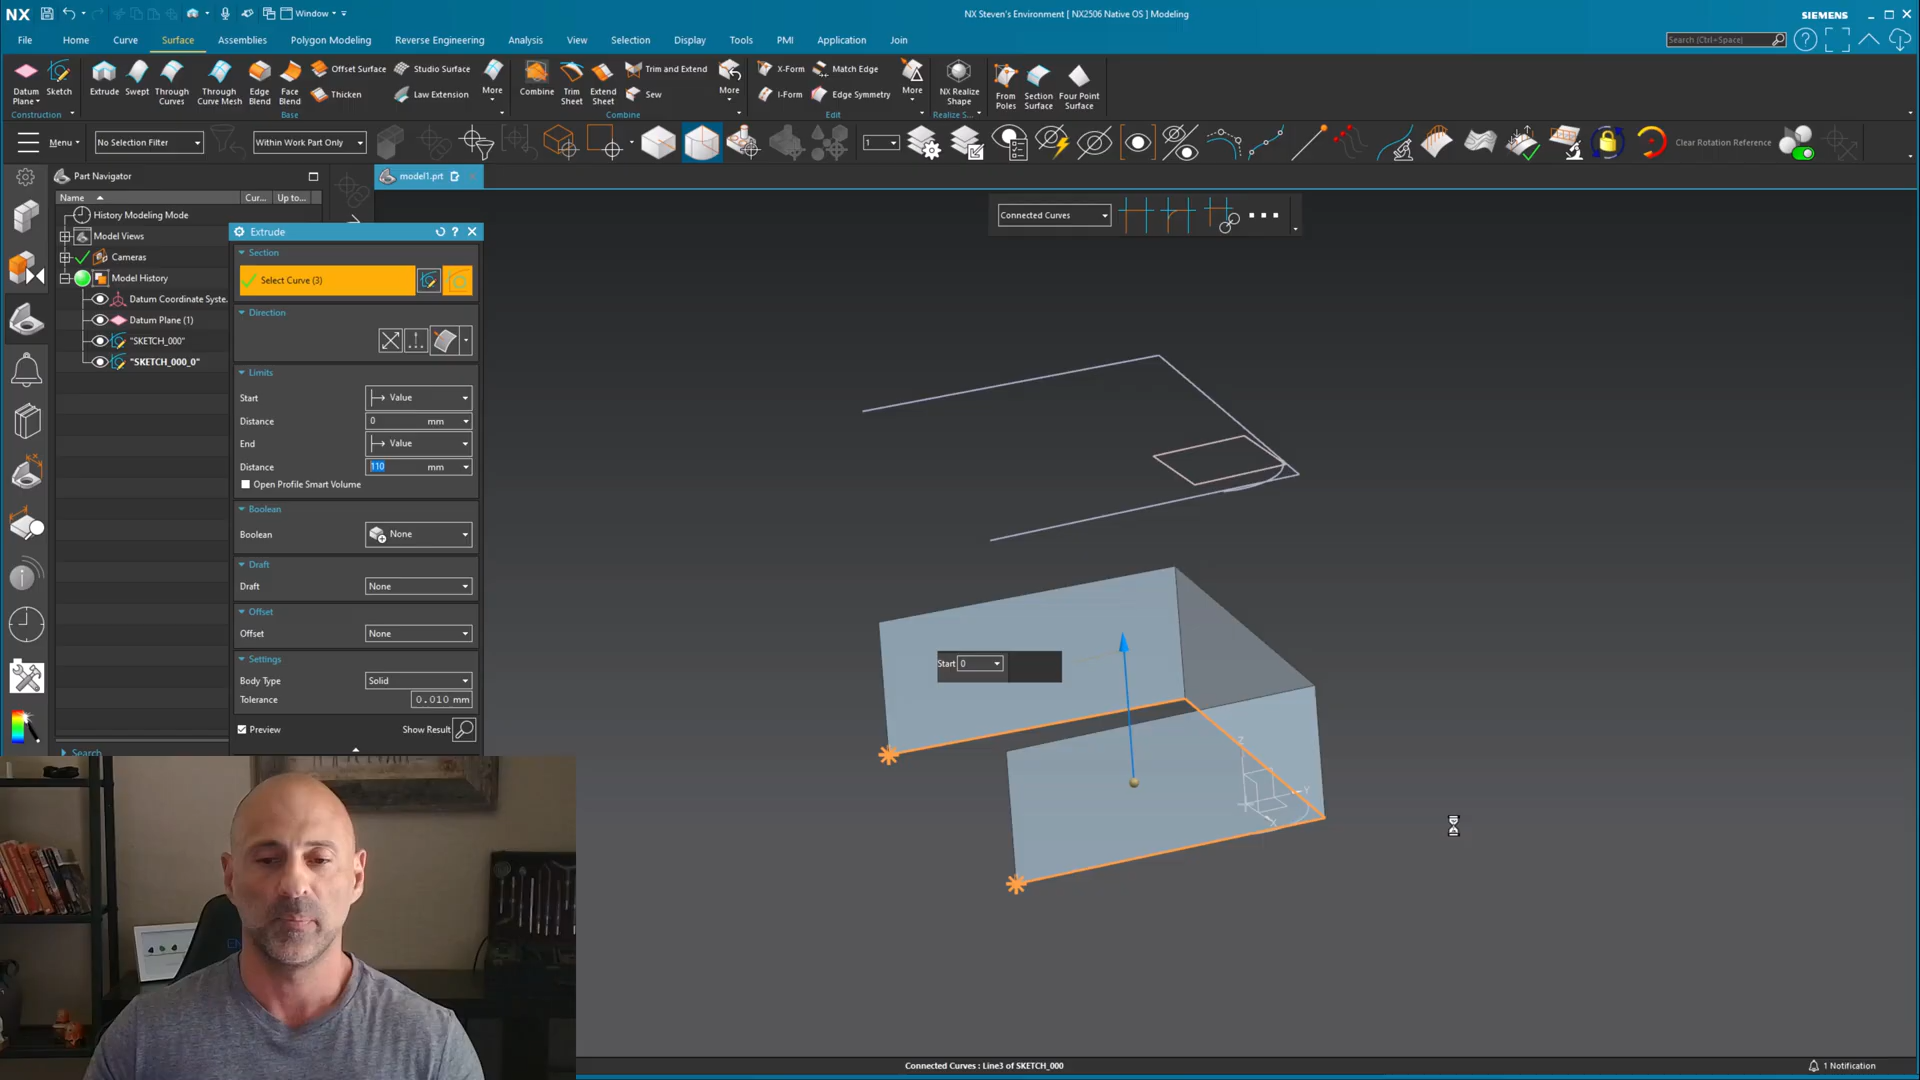 NX
Window
NX Steven's Environment [ NX2506 Native OS ] Modeling
SIEMENS
File Home Curve Surface Assemblies Polygon Modeling Reverse Engineering Analysis View Selection Display Tools PMI Application Join
Search (Ctrl+Space)
Datum Plane
Sketch
Extrude
Swept
Through Curves
Through Curve Mesh
Edge Blend
Face Blend
Offset Surface
Thicken
Studio Surface
Law Extension
More
Combine
Trim Sheet
Extend Sheet
Trim and Extend
Sew
More
X-Form
I-Form
Match Edge
Edge Symmetry
More
NX Realize Shape
From Poles
Section Surface
Four Point Surface
Construction
Base
Combine
Edit
Realize S...
Menu
No Selection Filter
Within Work Part Only
1
Clear Rotation Reference
Part Navigator
model1.prt
Name Cur... Up to...
History Modeling Mode
Model Views
Cameras
Model History
Datum Coordinate Syste.
Datum Plane (1)
"SKETCH_000"
"SKETCH_000_0"
Search
Connected Curves
Extrude
?
Section
Select Curve (3)
Direction
Limits
Start Value
Distance 0 mm
End Value
Distance 110 mm
Open Profile Smart Volume
Boolean
Boolean None
Draft
Draft None
Offset
Offset None
Settings
Body Type Solid
Tolerance 0.010 mm
Preview Show Result
Start 0
Z
Y
X
EN
Connected Curves : Line3 of SKETCH_000
1 Notification